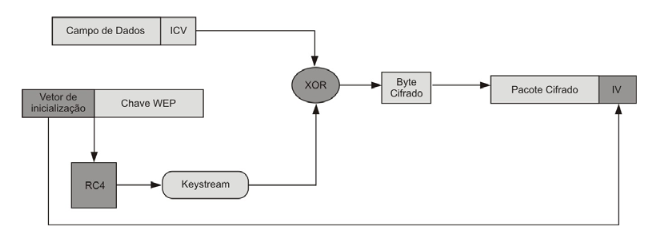 Campo de Dados
ICV
Vetor de
inicialização
Chave WEP
XOR
Byte
Cifrado
Pacote Cifrado
IV
RC4
Keystream